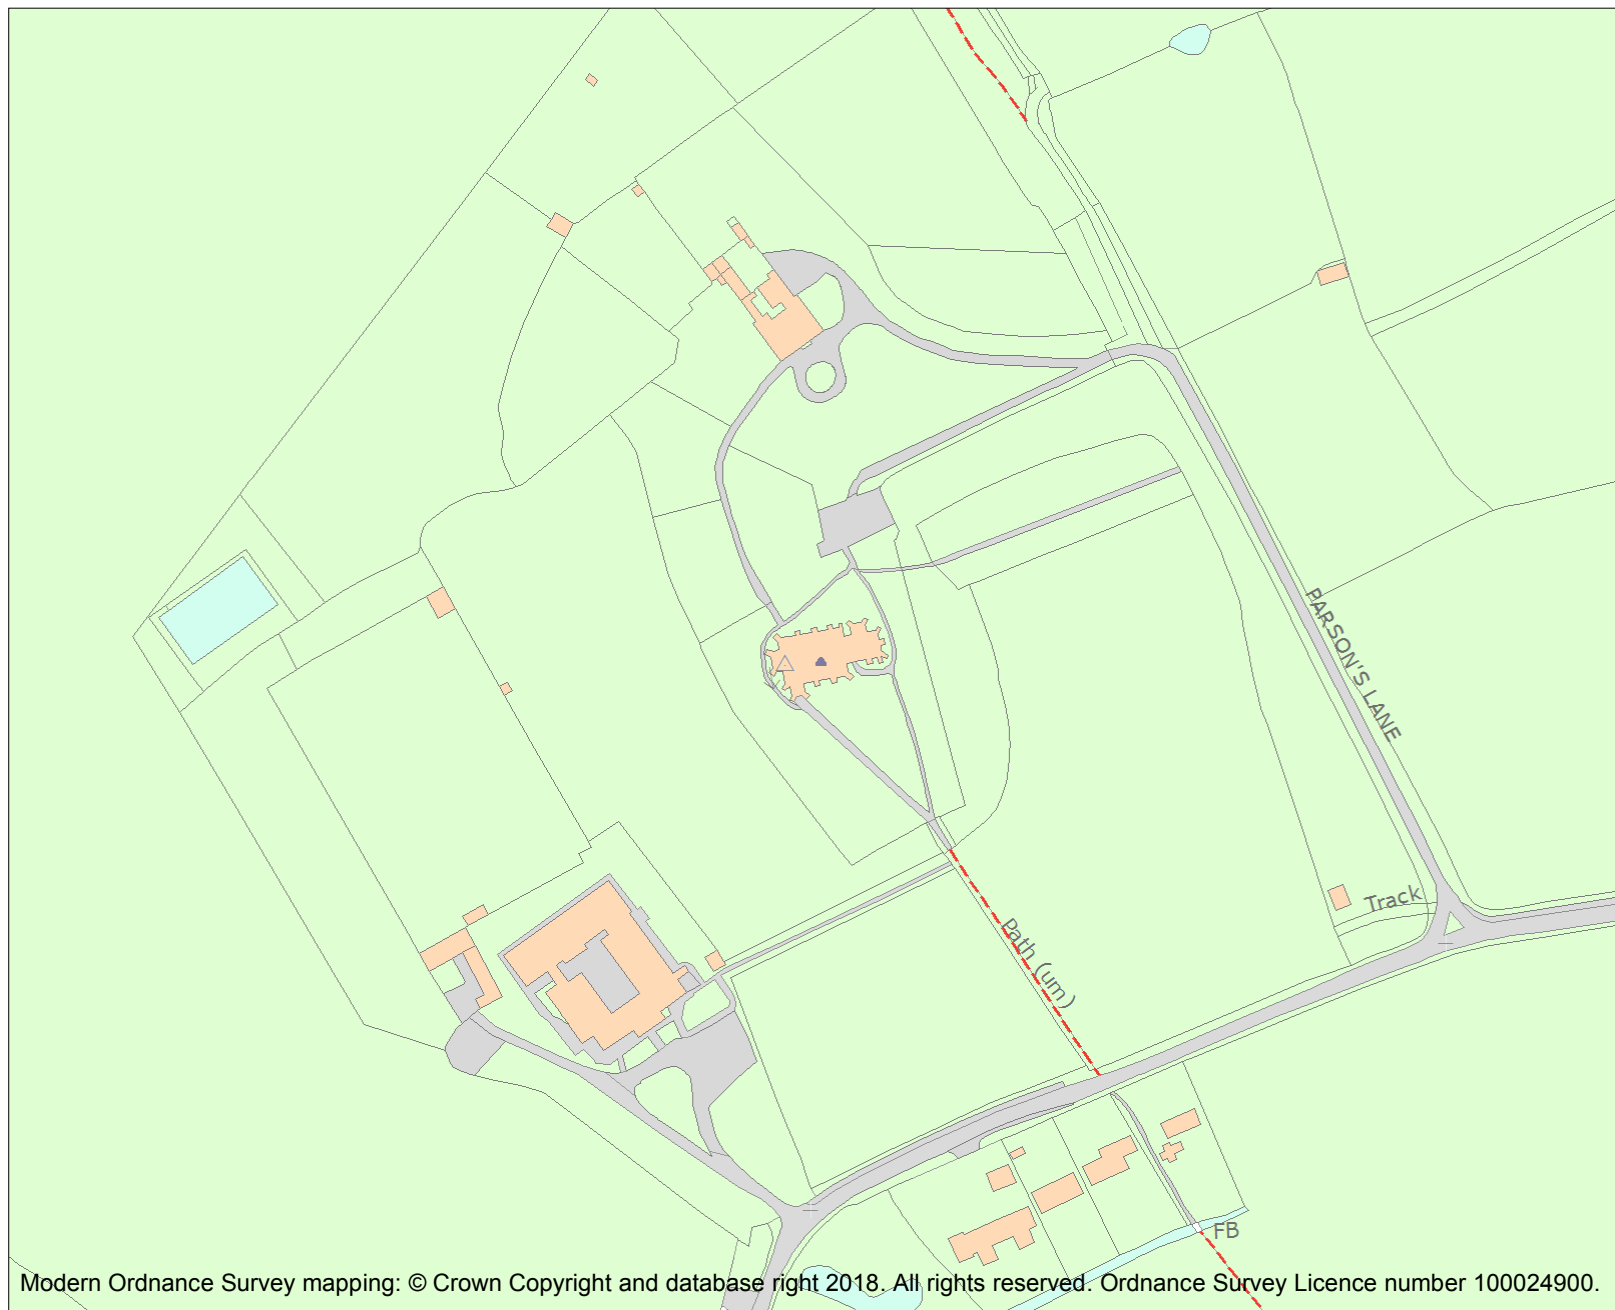 PARSON'S LANE
Track
Path (um)
FB
Modern Ordnance Survey mapping: © Crown Copyright and database right 2018. All rights reserved. Ordnance Survey Licence number 100024900.